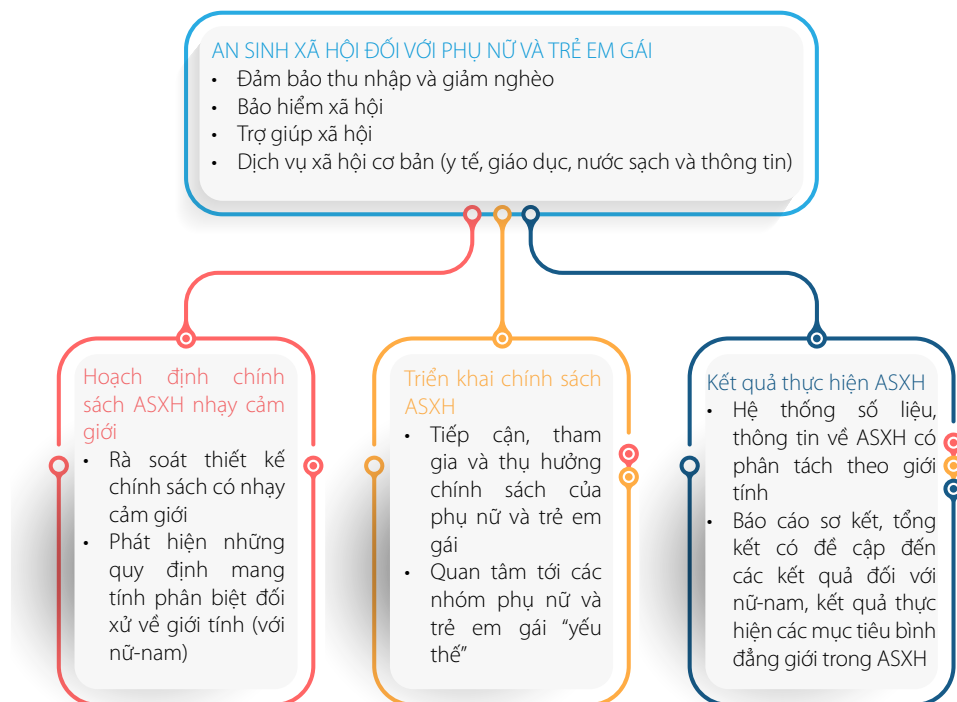 AN SINH XÃ HỘI ĐỐI VỚI PHỤ NỮ VÀ TRẺ EM GÁI
• Đảm bảo thu nhập và giảm nghèo
• Bảo hiểm xã hội
• Trợ giúp xã hội
• Dịch vụ xã hội cơ bản (y tế, giáo dục, nước sạch và thông tin)
Hoạch định chính
sách ASXH nhạy cảm
giới
• Rà soát thiết kế
chính sách có nhạy
cảm giới
• Phát hiện những
quy định mang
tính phân biệt đối
xử về giới tính (với
nữ-nam)
Triển khai chính sách
ASXH
• Tiếp cận, tham
gia và thụ hưởng
chính sách của
phụ nữ và trẻ em
gái
• Quan tâm tới các
nhóm phụ nữ và
trẻ em gái “yếu
thế”
Kết quả thực hiện ASXH
• Hệ thống số liệu,
thông tin về ASXH có
phân tách theo giới
tính
• Báo cáo sơ kết, tổng
kết có đề cập đến
các kết quả đối với
nữ-nam, kết quả thực
hiện các mục tiêu bình
đẳng giới trong ASXH